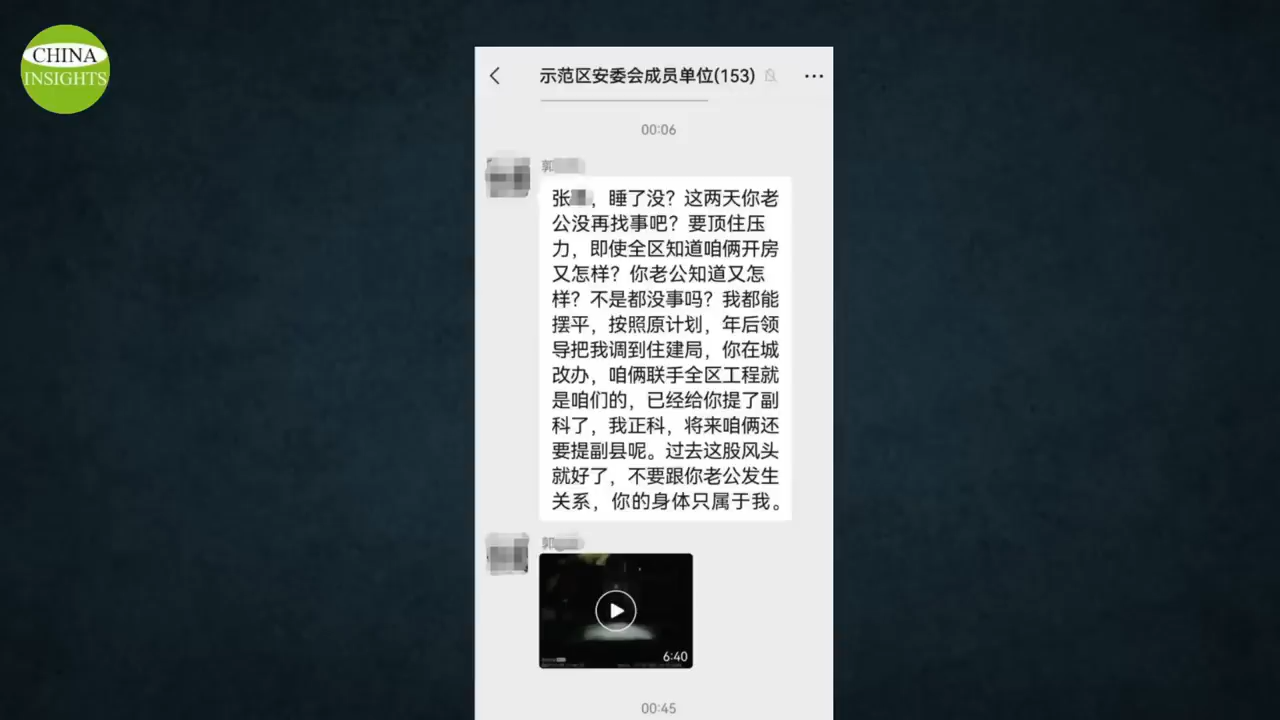 CHINA
INSIGHTS
示范区安委会成员单位(153)
00:06
郭
张 ，睡了没？这两天你老
公没再找事吧？要顶住压
力，即使全区知道咱俩开房
又怎样？你老公知道又怎
样？不是都没事吗？我都能
摆平，按照原计划，年后领
导把我调到住建局，你在城
改办，咱俩联手全区工程就
是咱们的，已经给你提了副
科了，我正科，将来咱俩还
要提副县呢。过去这股风头
就好了，不要跟你老公发生
关系，你的身体只属于我。
郭
6:40
00:45